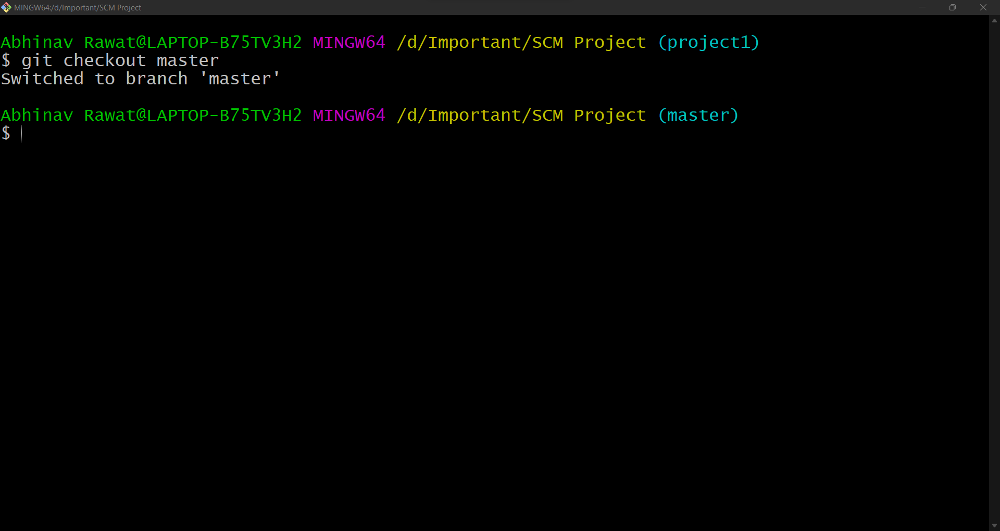 MINGW64:/d/Important/SCM Project
Abhinav Rawat@LAPTOP-B75TV3H2 MINGW64 /d/Important/SCM Project (project1)
$ git checkout master
Switched to branch 'master'
Abhinav Rawat@LAPTOP-B75TV3H2 MINGW64 /d/Important/SCM Project (master)
$